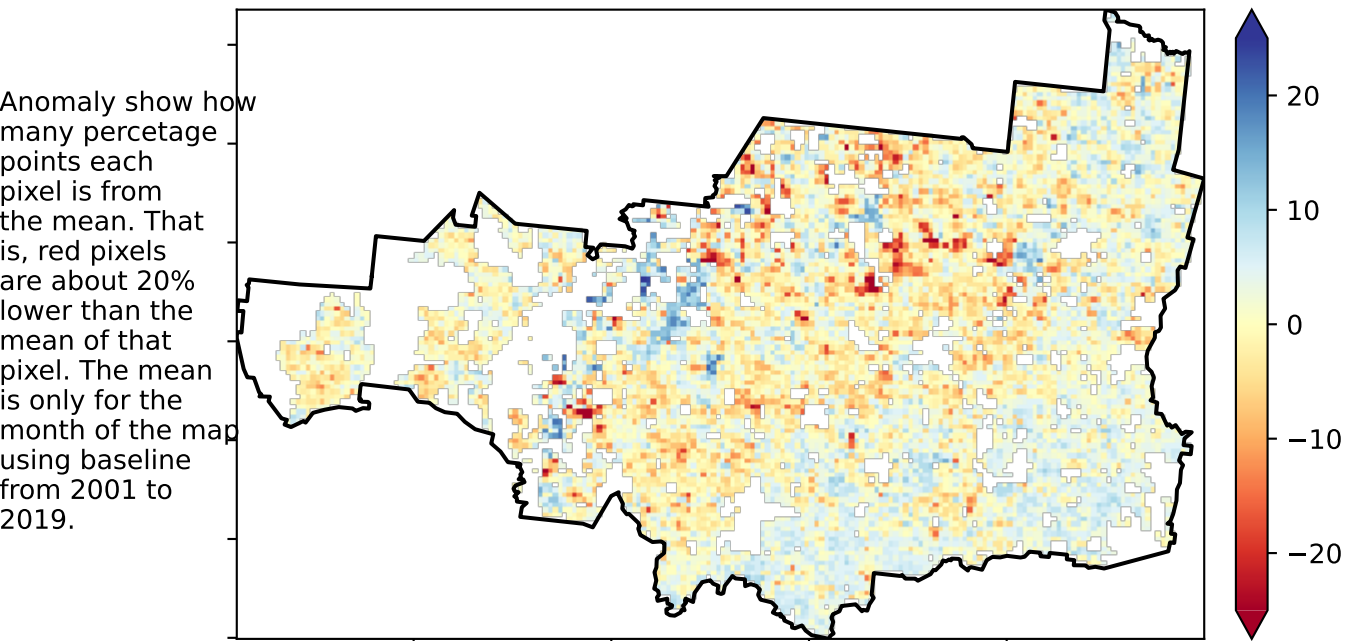 Anomaly show how
many percetage
points each
pixel is from
the mean. That
is, red pixels
are about 20%
lower than the
mean of that
pixel. The mean
is only for the
month of the map
using baseline
from 2001 to
2019.
20
10
0
−10
−20